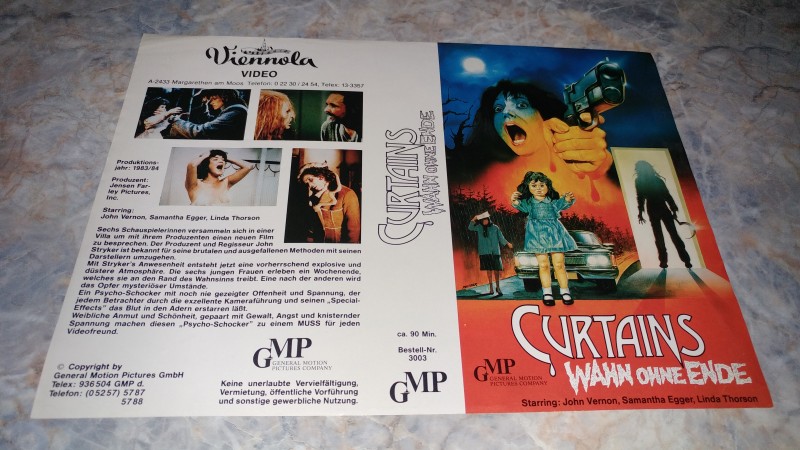 Viennola
VIDEO
A-2433 Margarethen am Moos Telefon: 0 22 30 / 24 54, Telex: 13-3367
Produktions-
jahr: 1983/84
Produzent:
Jensen Far-
ley Pictures,
Inc.
Starring:
John Vernon, Samantha Egger, Linda Thorson
Sechs Schauspielerinnen versammeln sich in einer
Villa um mit ihrem Produzenten einen neuen Film
zu besprechen. Der Produzent und Regisseur John
Stryker ist bekannt für seine brutalen und ausgefallenen Methoden mit seinen
Darstellern umzugehen.
Mit Stryker's Anwesenheit entsteht jetzt eine vorherrschend explosive und
düstere Atmosphäre. Die sechs jungen Frauen erleben ein Wochenende,
welches sie an den Rand des Wahnsinns treibt. Eine nach der anderen wird
das Opfer mysteriöser Umstände.
Ein Psycho-Schocker mit noch nie gezeigter Offenheit und Spannung, der
jedem Betrachter durch die exzellente Kameraführung und seinen „Special-
Effects" das Blut in den Adern erstarren läßt.
Weibliche Anmut und Schönheit, gepaart mit Gewalt, Angst und knisternder
Spannung machen diesen „Psycho-Schocker" zu einem MUSS für jeden
Videofreund.
GMP
GENERAL MOTION
PICTURES COMPANY
© Copyright by
General Motion Pictures GmbH
Telex: 936504 GMP d.
Telefon: (05257) 5787
5788
Keine unerlaubte Vervielfältigung,
Vermietung, öffentliche Vorführung
und sonstige gewerbliche Nutzung.
CURTAINS
WAHN OHNE ENDE
ca. 90 Min.
Bestell-Nr.
3003
GMP
CURTAINS
WAHN OHNE ENDE
GMP
GENERAL MOTION
PICTURES COMPANY
Starring: John Vernon, Samantha Egger, Linda Thorson